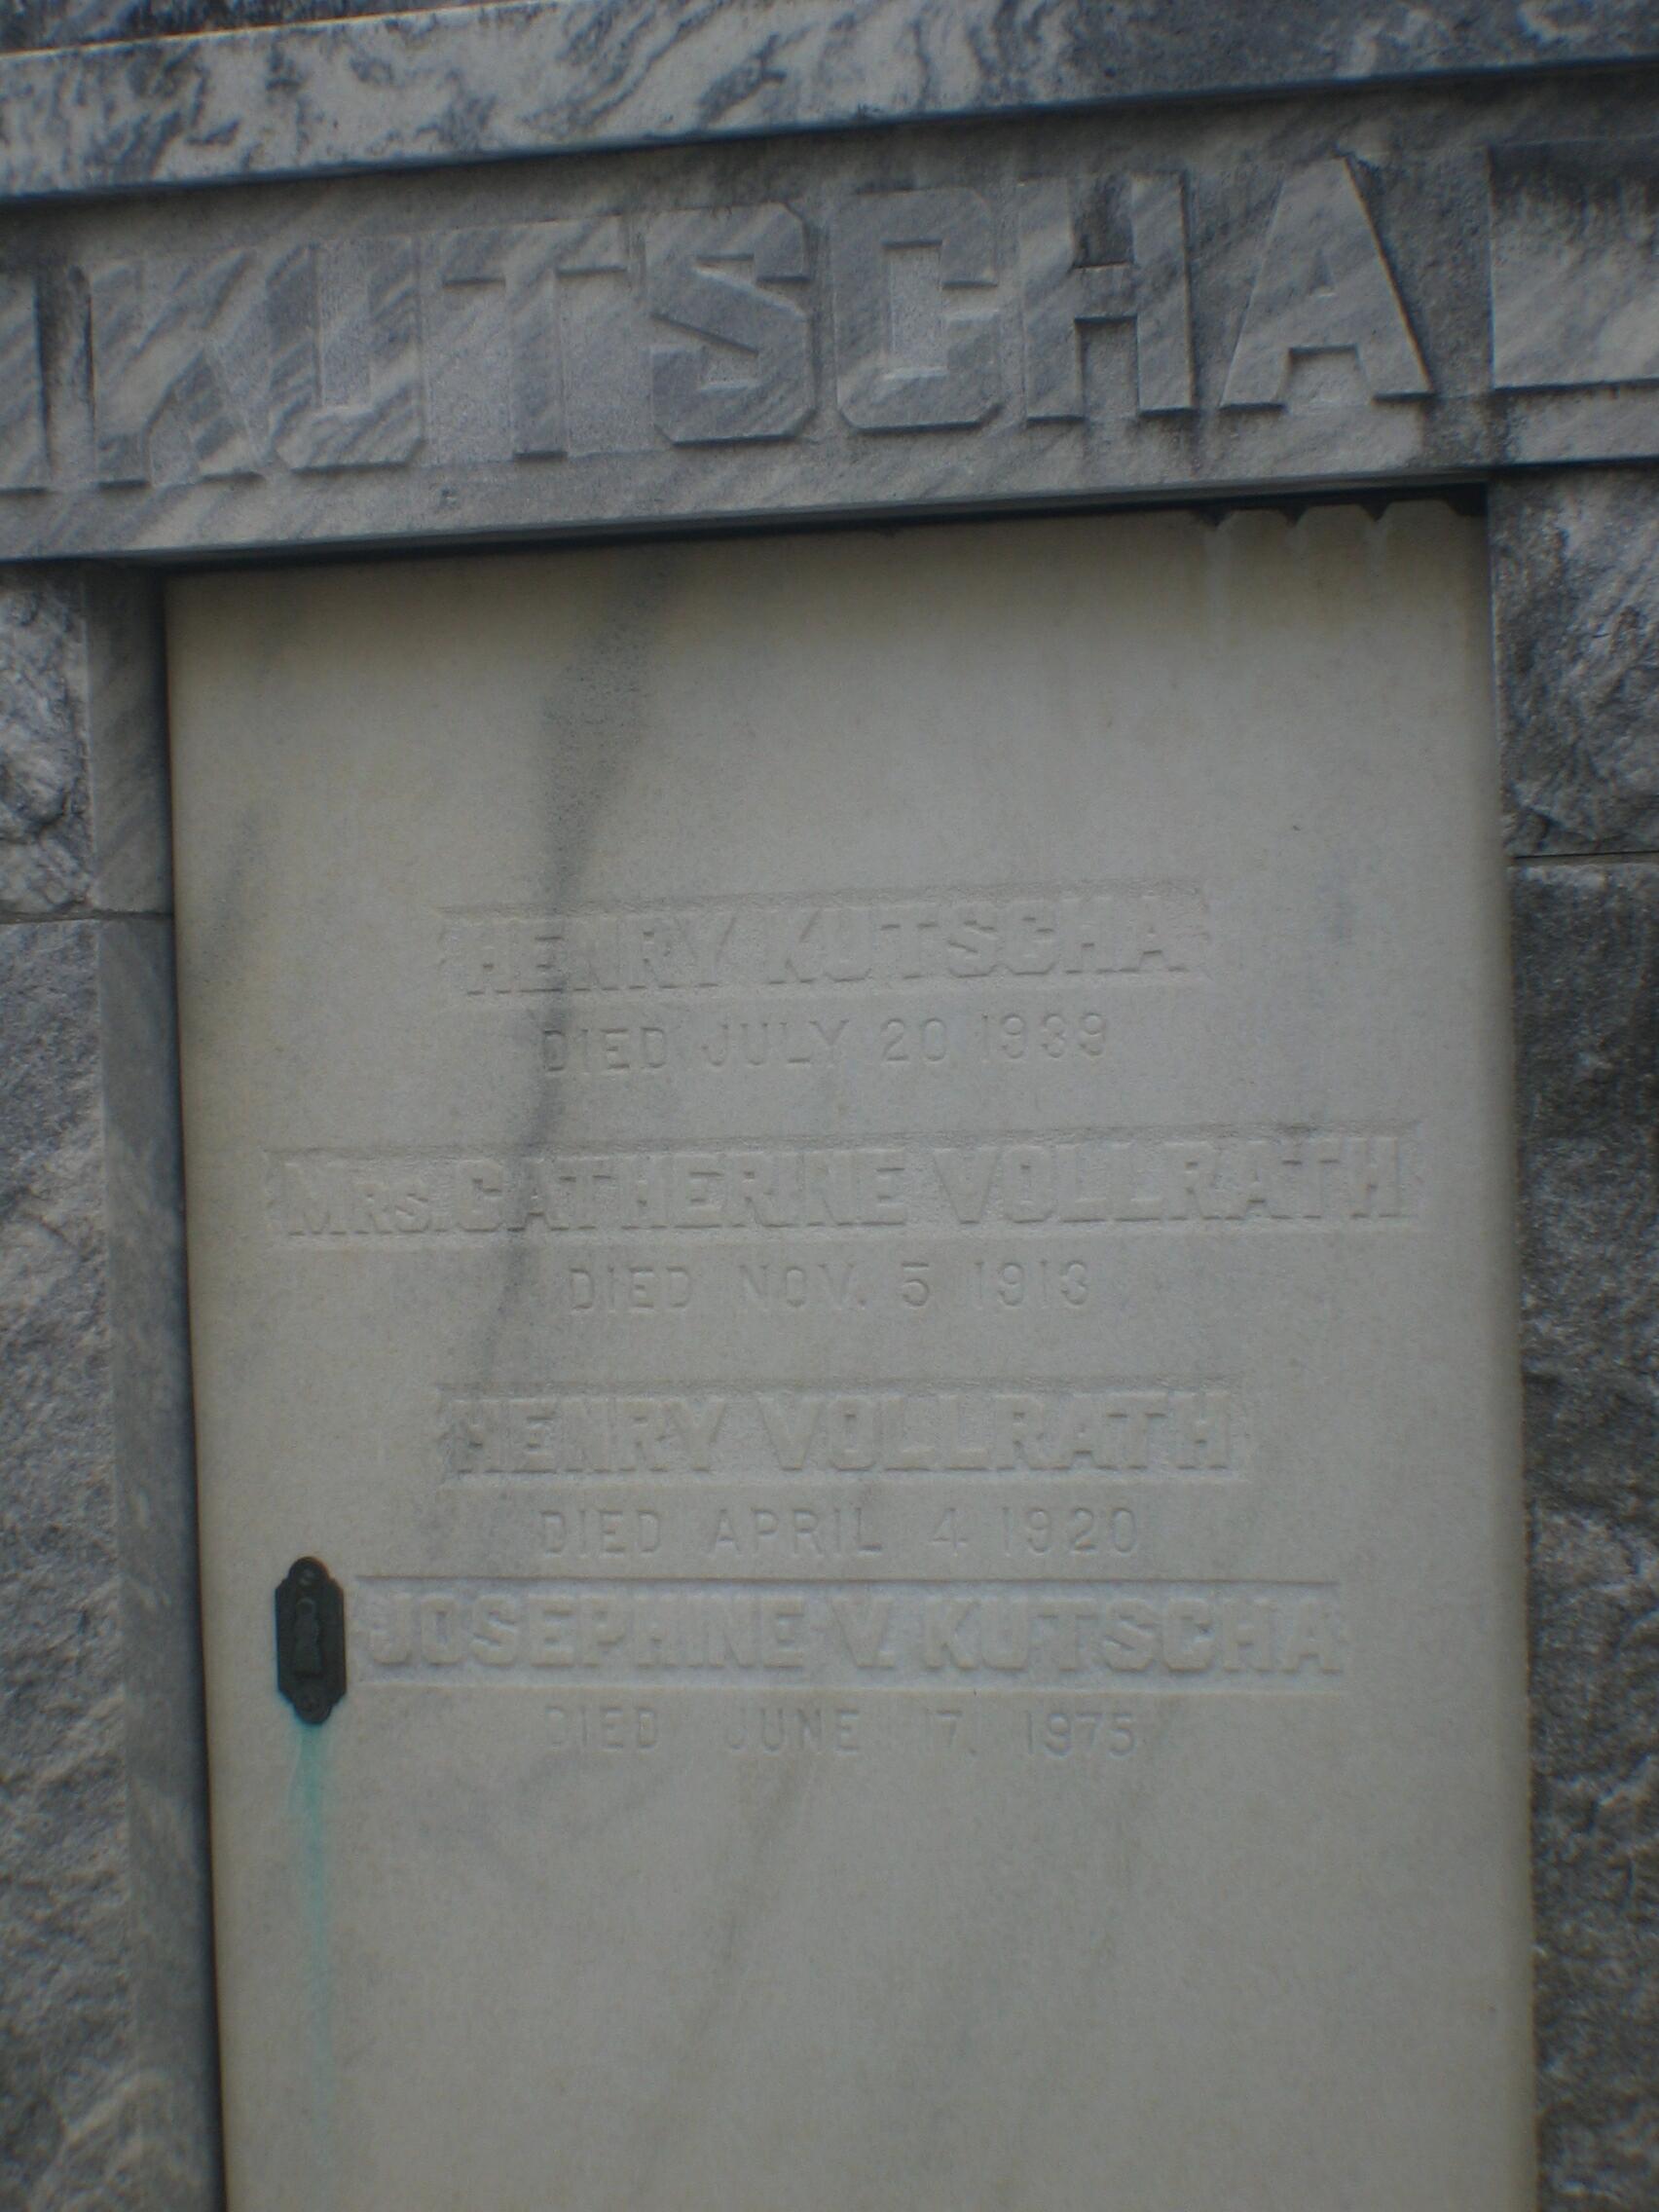 KUTSCHA
HENRY KUTSCHA
DIED JULY 20 1939
MRS. CATHERINE VOLLRATH
DIED NOV. 5 1913
HENRY VOLLRATH
DIED APRIL 4 1920
JOSEPHINE V. KUTSCHA
DIED JUNE 17, 1975